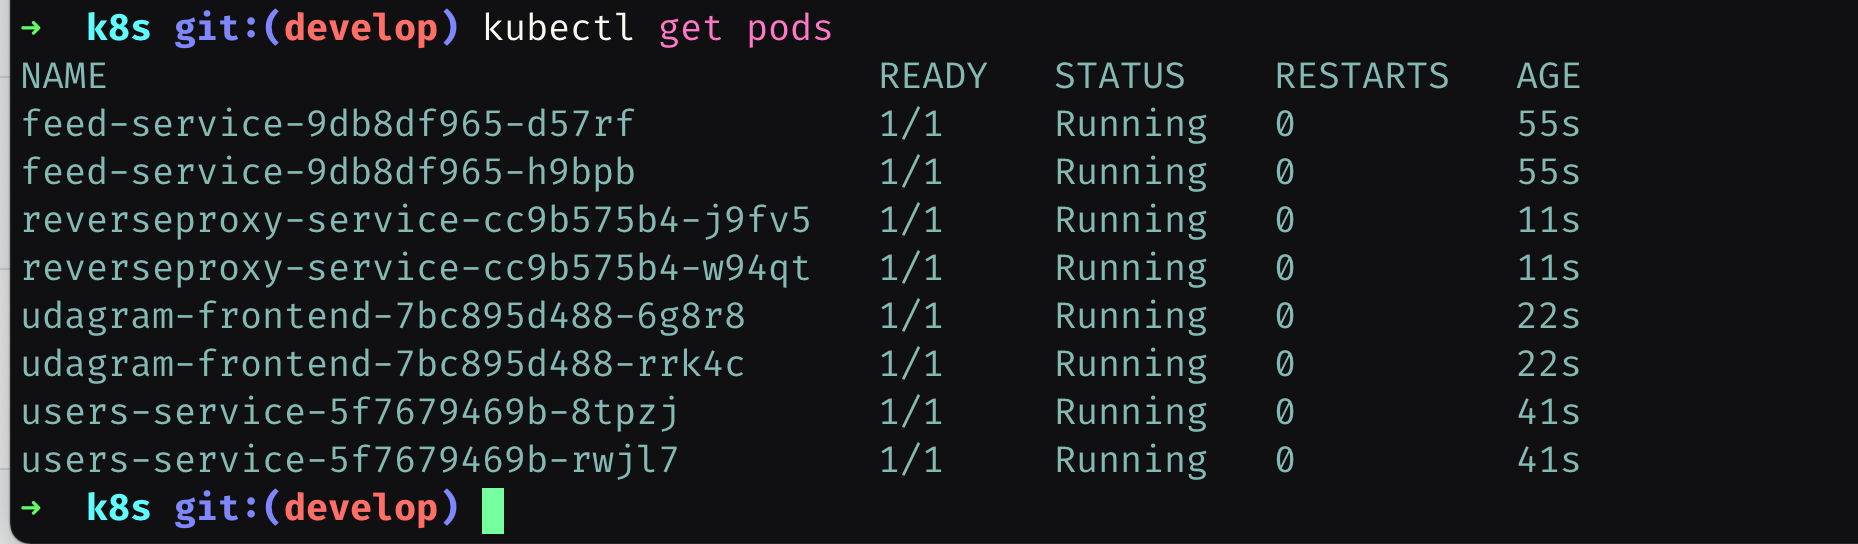 → k8s git:(develop) kubectl get pods
NAME READY STATUS RESTARTS AGE
feed-service-9db8df965-d57rf 1/1 Running 0 55s
feed-service-9db8df965-h9bpb 1/1 Running 0 55s
reverseproxy-service-cc9b575b4-j9fv5 1/1 Running 0 11s
reverseproxy-service-cc9b575b4-w94qt 1/1 Running 0 11s
udagram-frontend-7bc895d488-6g8r8 1/1 Running 0 22s
udagram-frontend-7bc895d488-rrk4c 1/1 Running 0 22s
users-service-5f7679469b-8tpzj 1/1 Running 0 41s
users-service-5f7679469b-rwjl7 1/1 Running 0 41s
→ k8s git:(develop)